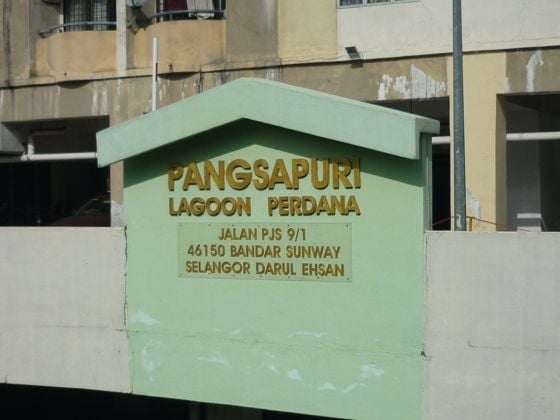 PANGSAPURI
LAGOON PERDANA
JALAN PJS 9/1
46150 BANDAR SUNWAY
SELANGOR DARUL EHSAN